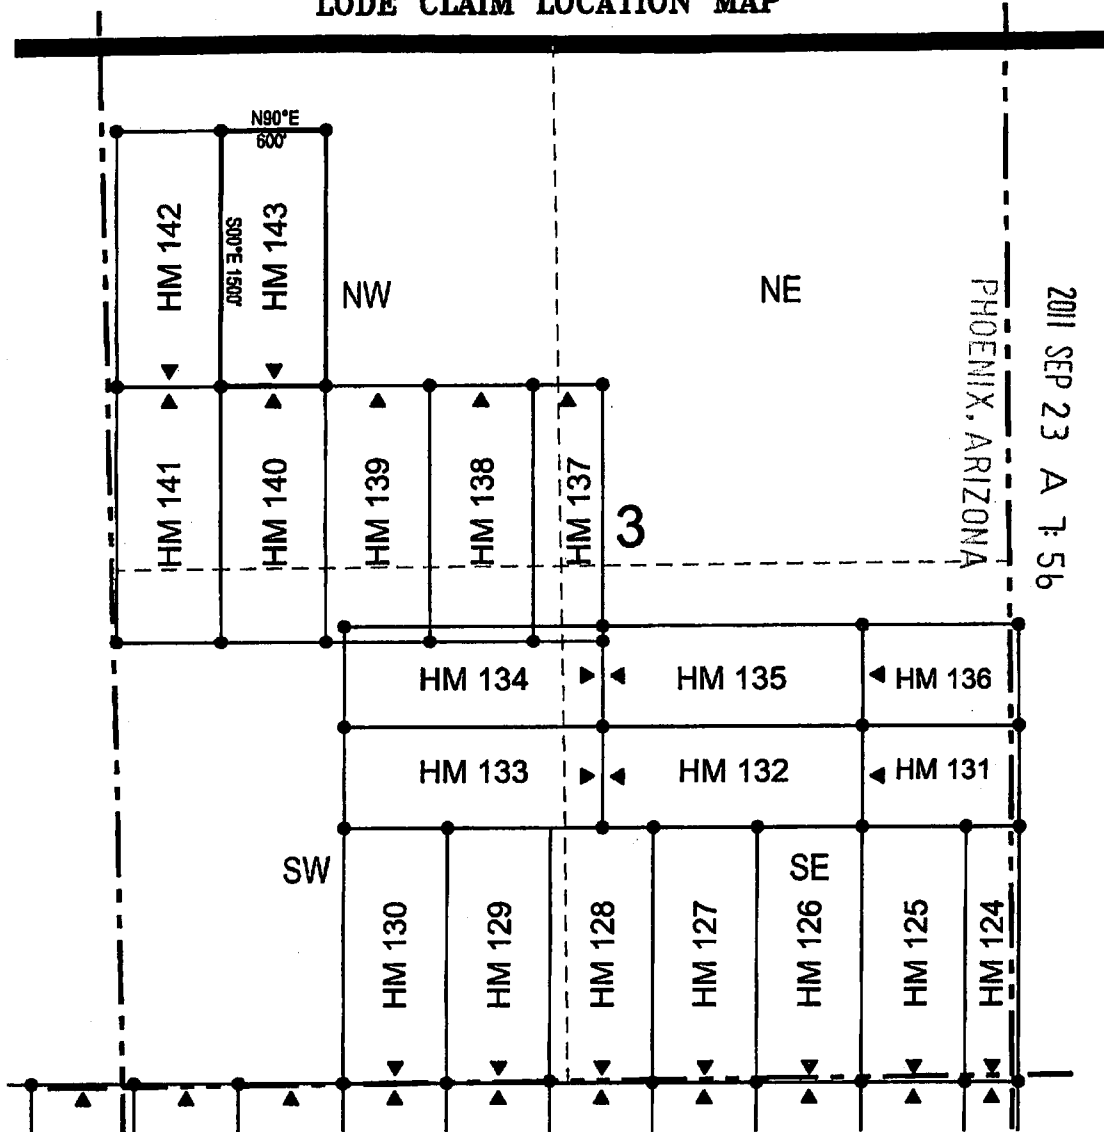 LODE CLAIM LOCATION MAP
N90°E
600'
HM 142
S00°E 1500'
HM 143
NW
NE
2011 SEP 23 A 7:56
PHOENIX, ARIZONA
HM 141
HM 140
HM 139
HM 138
HM 137
3
HM 134
HM 135
HM 136
HM 133
HM 132
HM 131
SW
SE
HM 130
HM 129
HM 128
HM 127
HM 126
HM 125
HM 124